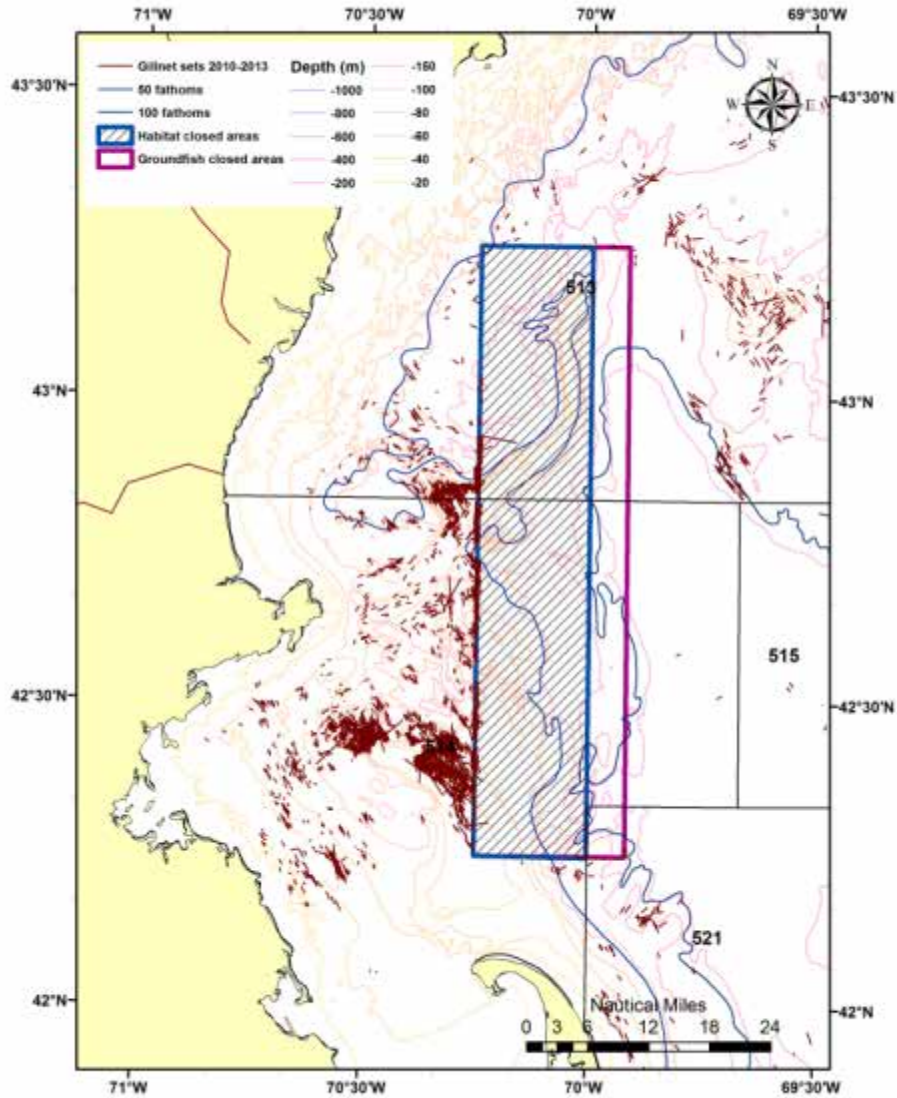 71°W
70°30'W
70°W
69°30'W
Gillnet sets 2010-2013
50 fathoms
100 fathoms
Habitat closed areas
Groundfish closed areas
Depth (m)
-1000
-800
-600
-400
-200
-150
-100
-80
-60
-40
-20
N
W
E
S
43°30'N
43°30'N
513
43°N
43°N
515
42°30'N
42°30'N
521
42°N
42°N
Nautical Miles
0 3 6 12 18 24
71°W
70°30'W
70°W
69°30'W